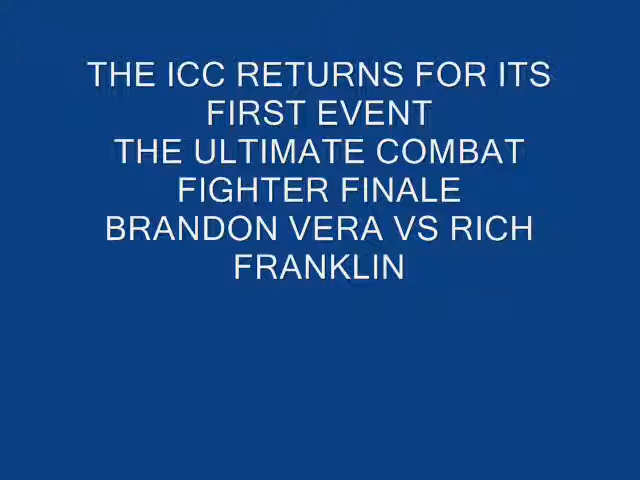 THE ICC RETURNS FOR ITS
FIRST EVENT
THE ULTIMATE COMBAT
FIGHTER FINALE
BRANDON VERA VS RICH
FRANKLIN